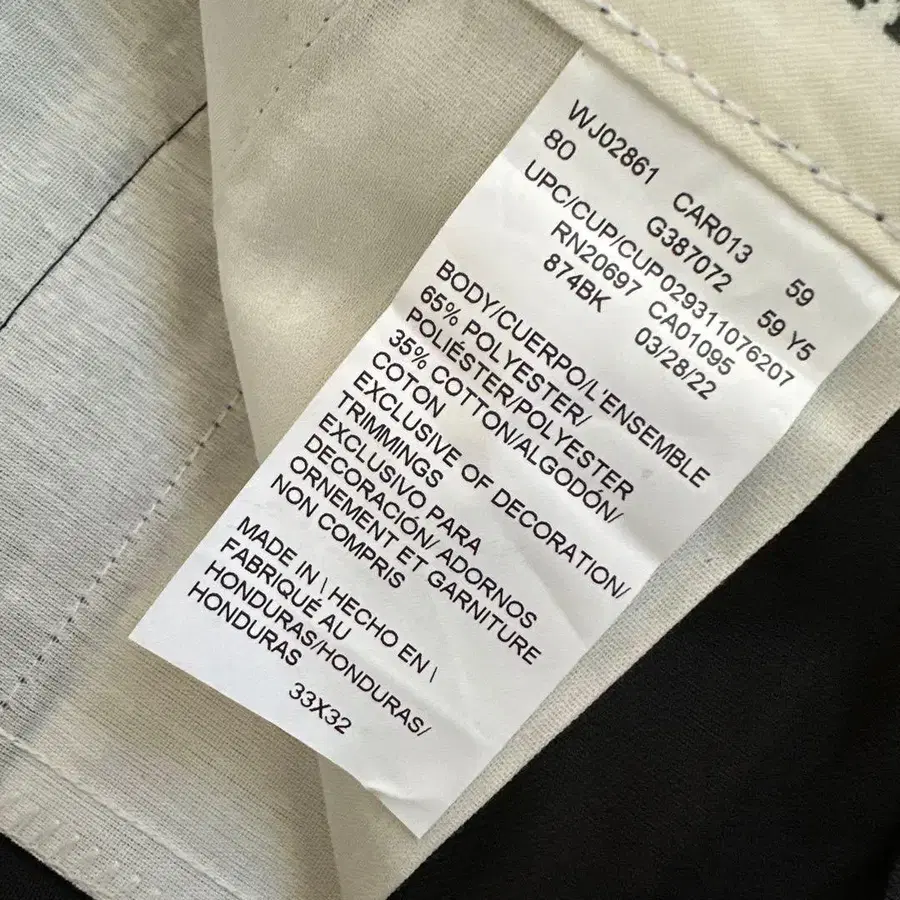 WJ02861 CAR013 59
80 G387072 59 Y5
UPC/CUP/CUP029311076207
RN20697 CA01095
874BK 03/28/22
BODY/CUERPO/L'ENSEMBLE
65% POLYESTER/
POLIÉSTER/POLYESTER
35% COTTON/ALGODÓN/
COTON
EXCLUSIVE OF DECORATION/
TRIMMINGS
EXCLUSIVO PARA
DECORACIÓN/ ADORNOS
ORNEMENT ET GARNITURE
NON COMPRIS
MADE IN \ HECHO EN \
FABRIQUÉ AU
HONDURAS/HONDURAS/
HONDURAS
33X32